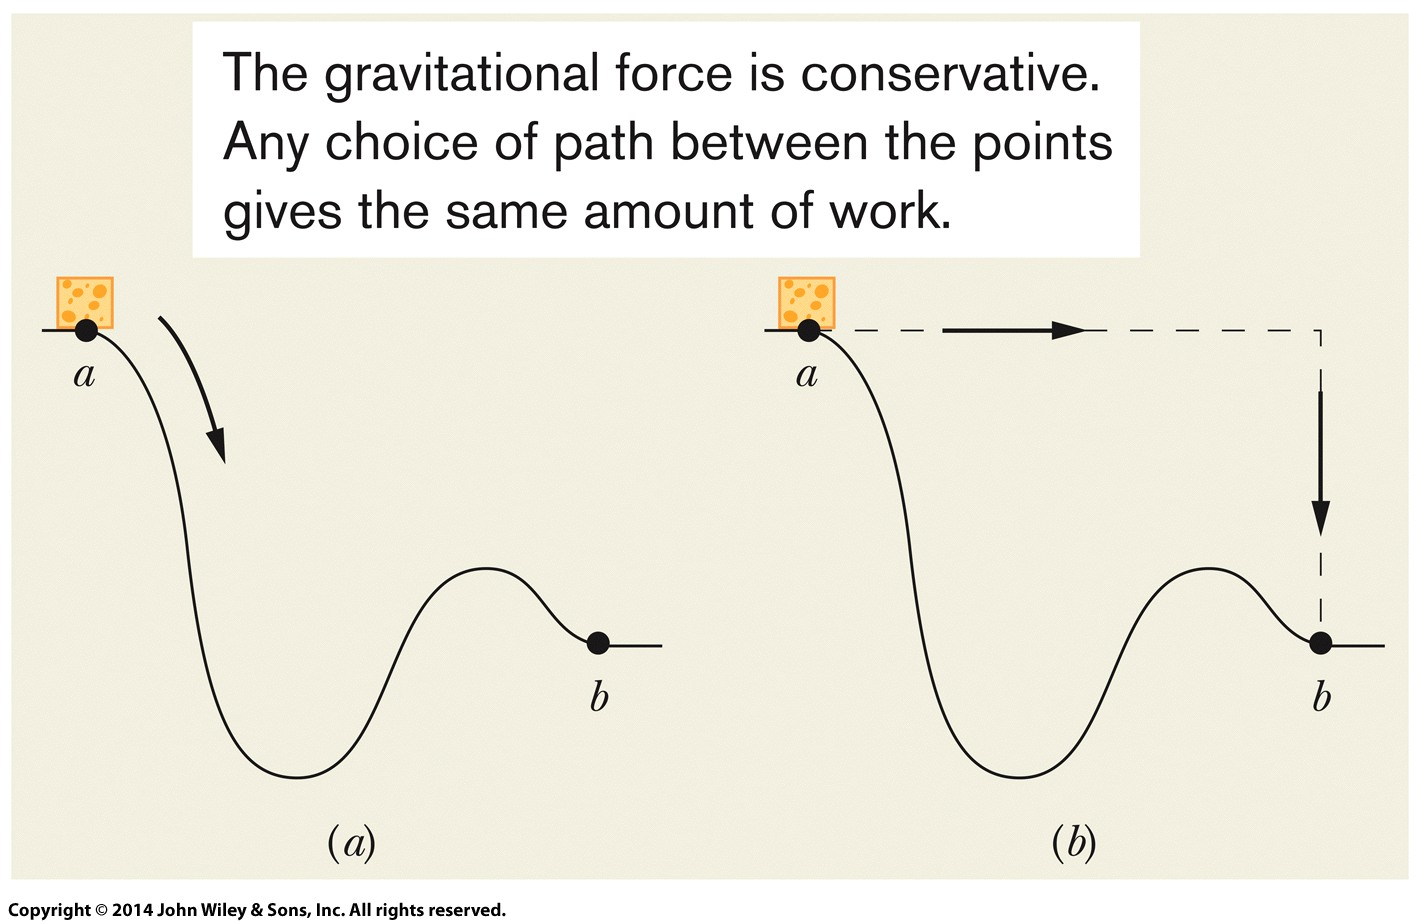 The gravitational force is conservative.
Any choice of path between the points
gives the same amount of work.
a
a
b
b
(a)
(b)
Copyright © 2014 John Wiley & Sons, Inc. All rights reserved.